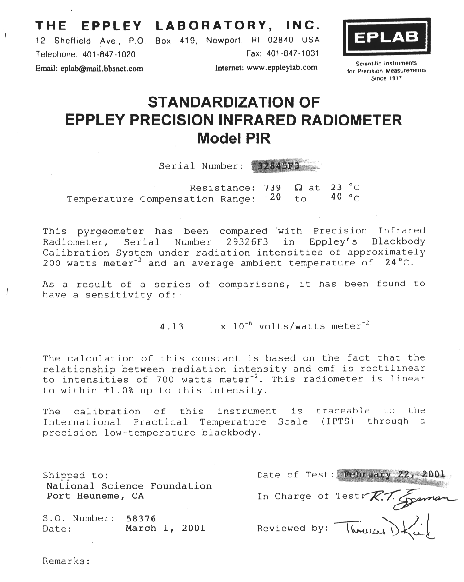 THE EPPLEY LABORATORY, INC.
12 Sheffield Ave., P.O. Box 419, Newport RI 02840 USA
Telephone: 401-847-1020 Fax: 401-847-1031
Email: eplab@mail.bbsnet.com Internet: www.eppleylab.com
EPLAB
Scientific Instruments
for Precision Measurements
Since 1917
STANDARDIZATION OF
EPPLEY PRECISION INFRARED RADIOMETER
Model PIR
Serial Number: 32845F3
Resistance: 739 Ω at 23 °C
Temperature Compensation Range: 20 to 40 °C
This pyrgeometer has been compared with Precision Infrared
Radiometer, Serial Number 29326F3 in Eppley's Blackbody
Calibration System under radiation intensities of approximately
200 watts meter⁻² and an average ambient temperature of 24°C.
As a result of a series of comparisons, it has been found to
have a sensitivity of:
4.13 x 10⁻⁶ volts/watts meter⁻²
The calculation of this constant is based on the fact that the
relationship between radiation intensity and emf is rectilinear
to intensities of 700 watts meter⁻². This radiometer is linear
to within ±1.0% up to this intensity.
The calibration of this instrument is traceable to the
International Practical Temperature Scale (IPTS) through a
precision low-temperature blackbody.
Shipped to: Date of Test: February 22, 2001
National Science Foundation
Port Heuneme, CA In Charge of Test: R.T.
S.O. Number: 58376
Date: March 1, 2001 Reviewed by: Thomas D
Remarks: